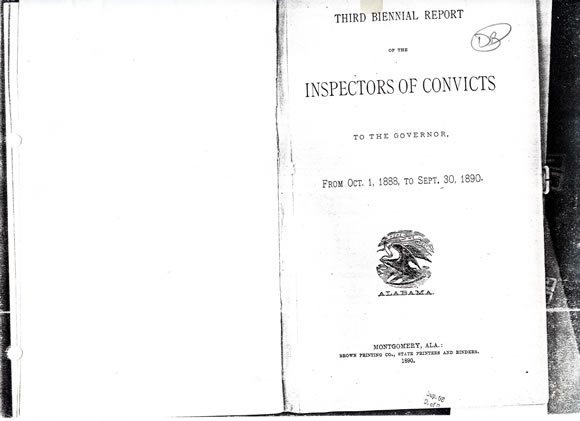 THIRD BIENNIAL REPORT
OF THE
INSPECTORS OF CONVICTS
TO THE GOVERNOR,
FROM OCT. 1, 1888, TO SEPT. 30, 1890.
ALABAMA.
MONTGOMERY, ALA.:
BROWN PRINTING CO., STATE PRINTERS AND BINDERS.
1890.
DB